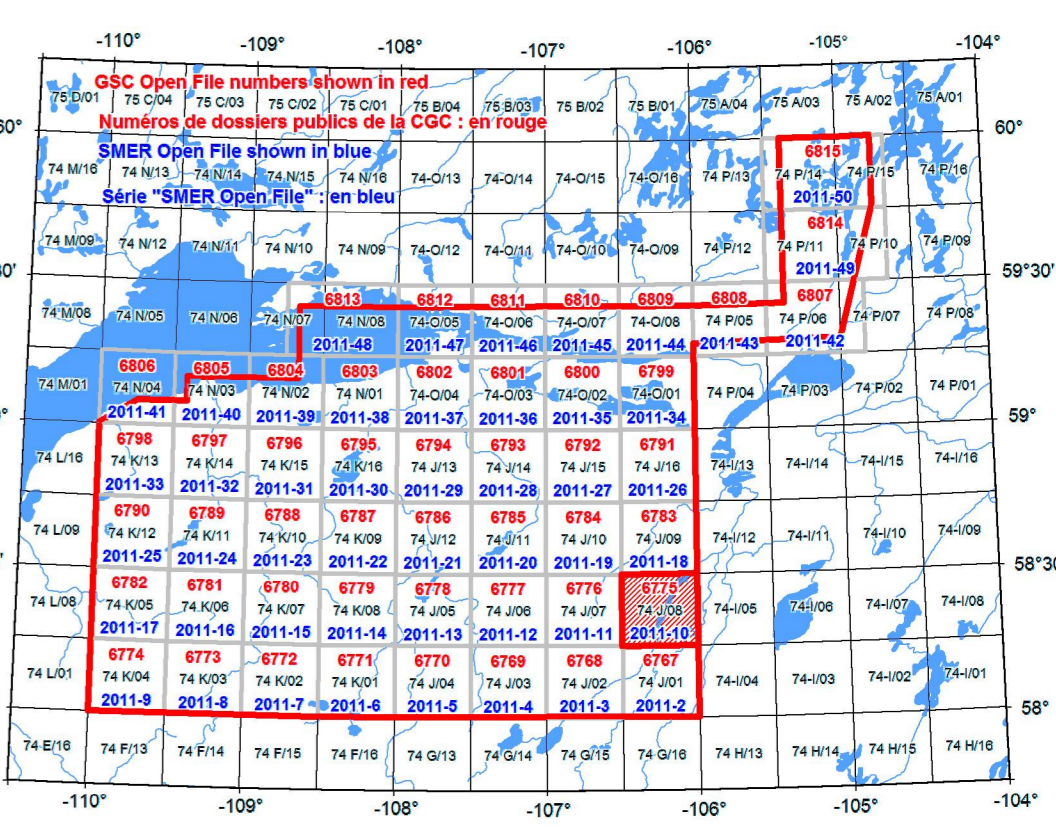 -110° -109° -108° -107° -106° -105° -104°
GSC Open File numbers shown in red
75 D/01 75 C/04 75 C/03 75 C/02 75 C/01 75 B/04 75 B/03 75 B/02 75 B/01 75 A/04 75 A/03 75 A/02 75 A/01
Numéros de dossiers publics de la CGC : en rouge
60° 60°
SMER Open File shown in blue
6815
74 M/16 74 N/13 74 N/14 74 N/15 74 N/16 74-O/13 74-O/14 74-O/15 74-O/16 74 P/13 74 P/14 74 P/15
Série "SMER Open File" : en bleu
2011-50
6814
74 M/09 74 N/12 74 N/11 74 N/10 74 N/09 74-O/12 74-O/11 74-O/10 74-O/09 74 P/12 74 P/11 74 P/10 74 P/09
2011-49
30' 59°30'
6813 6812 6811 6810 6809 6808 6807
74 M/08 74 N/05 74 N/06 74 N/07 74 N/08 74-O/05 74-O/06 74-O/07 74-O/08 74 P/05 74 P/06 74 P/07 74 P/08
2011-48 2011-47 2011-46 2011-45 2011-44 2011-43 2011-42
6806 6805 6804 6803 6802 6801 6800 6799
74 M/01 74 N/04 74 N/03 74 N/02 74 N/01 74-O/04 74-O/03 74-O/02 74-O/01 74 P/04 74 P/03 74 P/02 74 P/01
2011-41 2011-40 2011-39 2011-38 2011-37 2011-36 2011-35 2011-34
59°
6798 6797 6796 6795 6794 6793 6792 6791
74 L/16 74 K/13 74 K/14 74 K/15 74 K/16 74 J/13 74 J/14 74 J/15 74 J/16 74-I/13 74-I/14 74-I/15 74-I/16
2011-33 2011-32 2011-31 2011-30 2011-29 2011-28 2011-27 2011-26
6790 6789 6788 6787 6786 6785 6784 6783
74 L/09 74 K/12 74 K/11 74 K/10 74 K/09 74 J/12 74 J/11 74 J/10 74 J/09 74-I/12 74-I/11 74-I/10 74-I/09
2011-25 2011-24 2011-23 2011-22 2011-21 2011-20 2011-19 2011-18
58°30'
6782 6781 6780 6779 6778 6777 6776 6775
74 L/08 74 K/05 74 K/06 74 K/07 74 K/08 74 J/05 74 J/06 74 J/07 74 J/08 74-I/05 74-I/06 74-I/07 74-I/08
2011-17 2011-16 2011-15 2011-14 2011-13 2011-12 2011-11 2011-10
6774 6773 6772 6771 6770 6769 6768 6767
74 L/01 74 K/04 74 K/03 74 K/02 74 K/01 74 J/04 74 J/03 74 J/02 74 J/01 74-I/04 74-I/03 74-I/02 74-I/01
2011-9 2011-8 2011-7 2011-6 2011-5 2011-4 2011-3 2011-2
58°
74 E/16 74 F/13 74 F/14 74 F/15 74 F/16 74 G/13 74 G/14 74 G/15 74 G/16 74 H/13 74 H/14 74 H/15 74 H/16
-110° -109° -108° -107° -106° -105° -104°